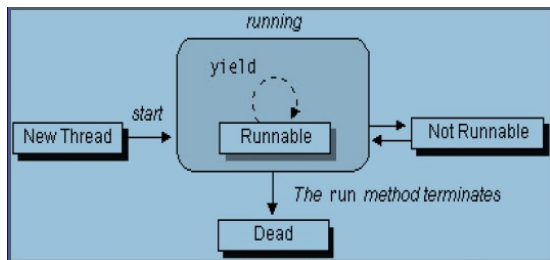 running
yield
start
New Thread
Runnable
Not Runnable
The run method terminates
Dead